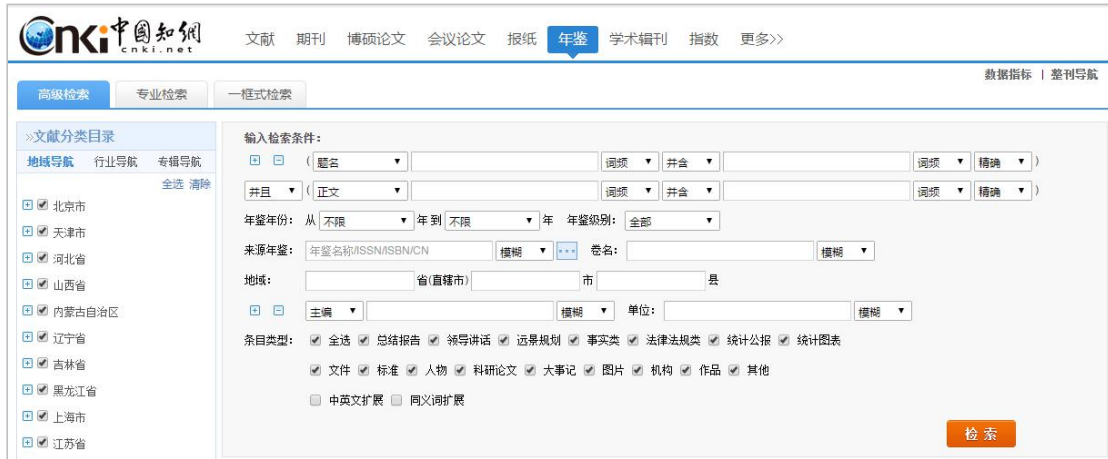 cnki中国知网
cnki.net
文献 期刊 博硕论文 会议论文 报纸 年鉴 学术辑刊 指数 更多>>
数据指标 | 整刊导航
高级检索 专业检索 一框式检索
»文献分类目录
地域导航 行业导航 专辑导航
全选 清除
北京市
天津市
河北省
山西省
内蒙古自治区
辽宁省
吉林省
黑龙江省
上海市
江苏省
输入检索条件：
( 题名 词频 并含 词频 精确 )
并且 ( 正文 词频 并含 词频 精确 )
年鉴年份： 从 不限 年 到 不限 年 年鉴级别： 全部
来源年鉴： 年鉴名称/ISSN/ISBN/CN 模糊 ... 卷名： 模糊
地域： 省(直辖市) 市 县
主编 模糊 单位： 模糊
条目类型： 全选 总结报告 领导讲话 远景规划 事实类 法律法规类 统计公报 统计图表
文件 标准 人物 科研论文 大事记 图片 机构 作品 其他
中英文扩展 同义词扩展
检索